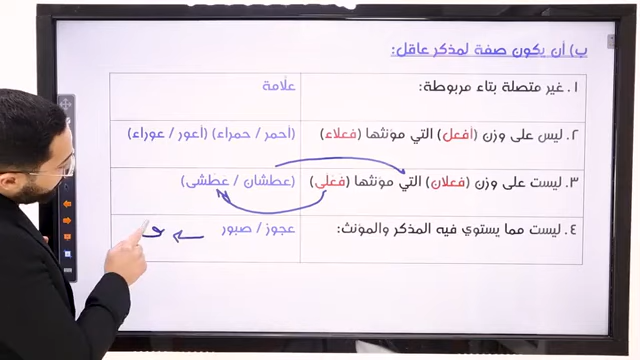 ب) أن يكون صفة لمذكر عاقل:
١. غير متصلة بتاء مربوطة: علّامة
٢. ليس على وزن (أفعل) التي مؤنثها (فعلاء) (أحمر / حمراء) (أعور / عوراء)
٣. ليست على وزن (فعلان) التي مؤنثها (فعلى) (عطشان / عطشى)
٤. ليست مما يستوي فيه المذكر والمؤنث: عجوز / صبور